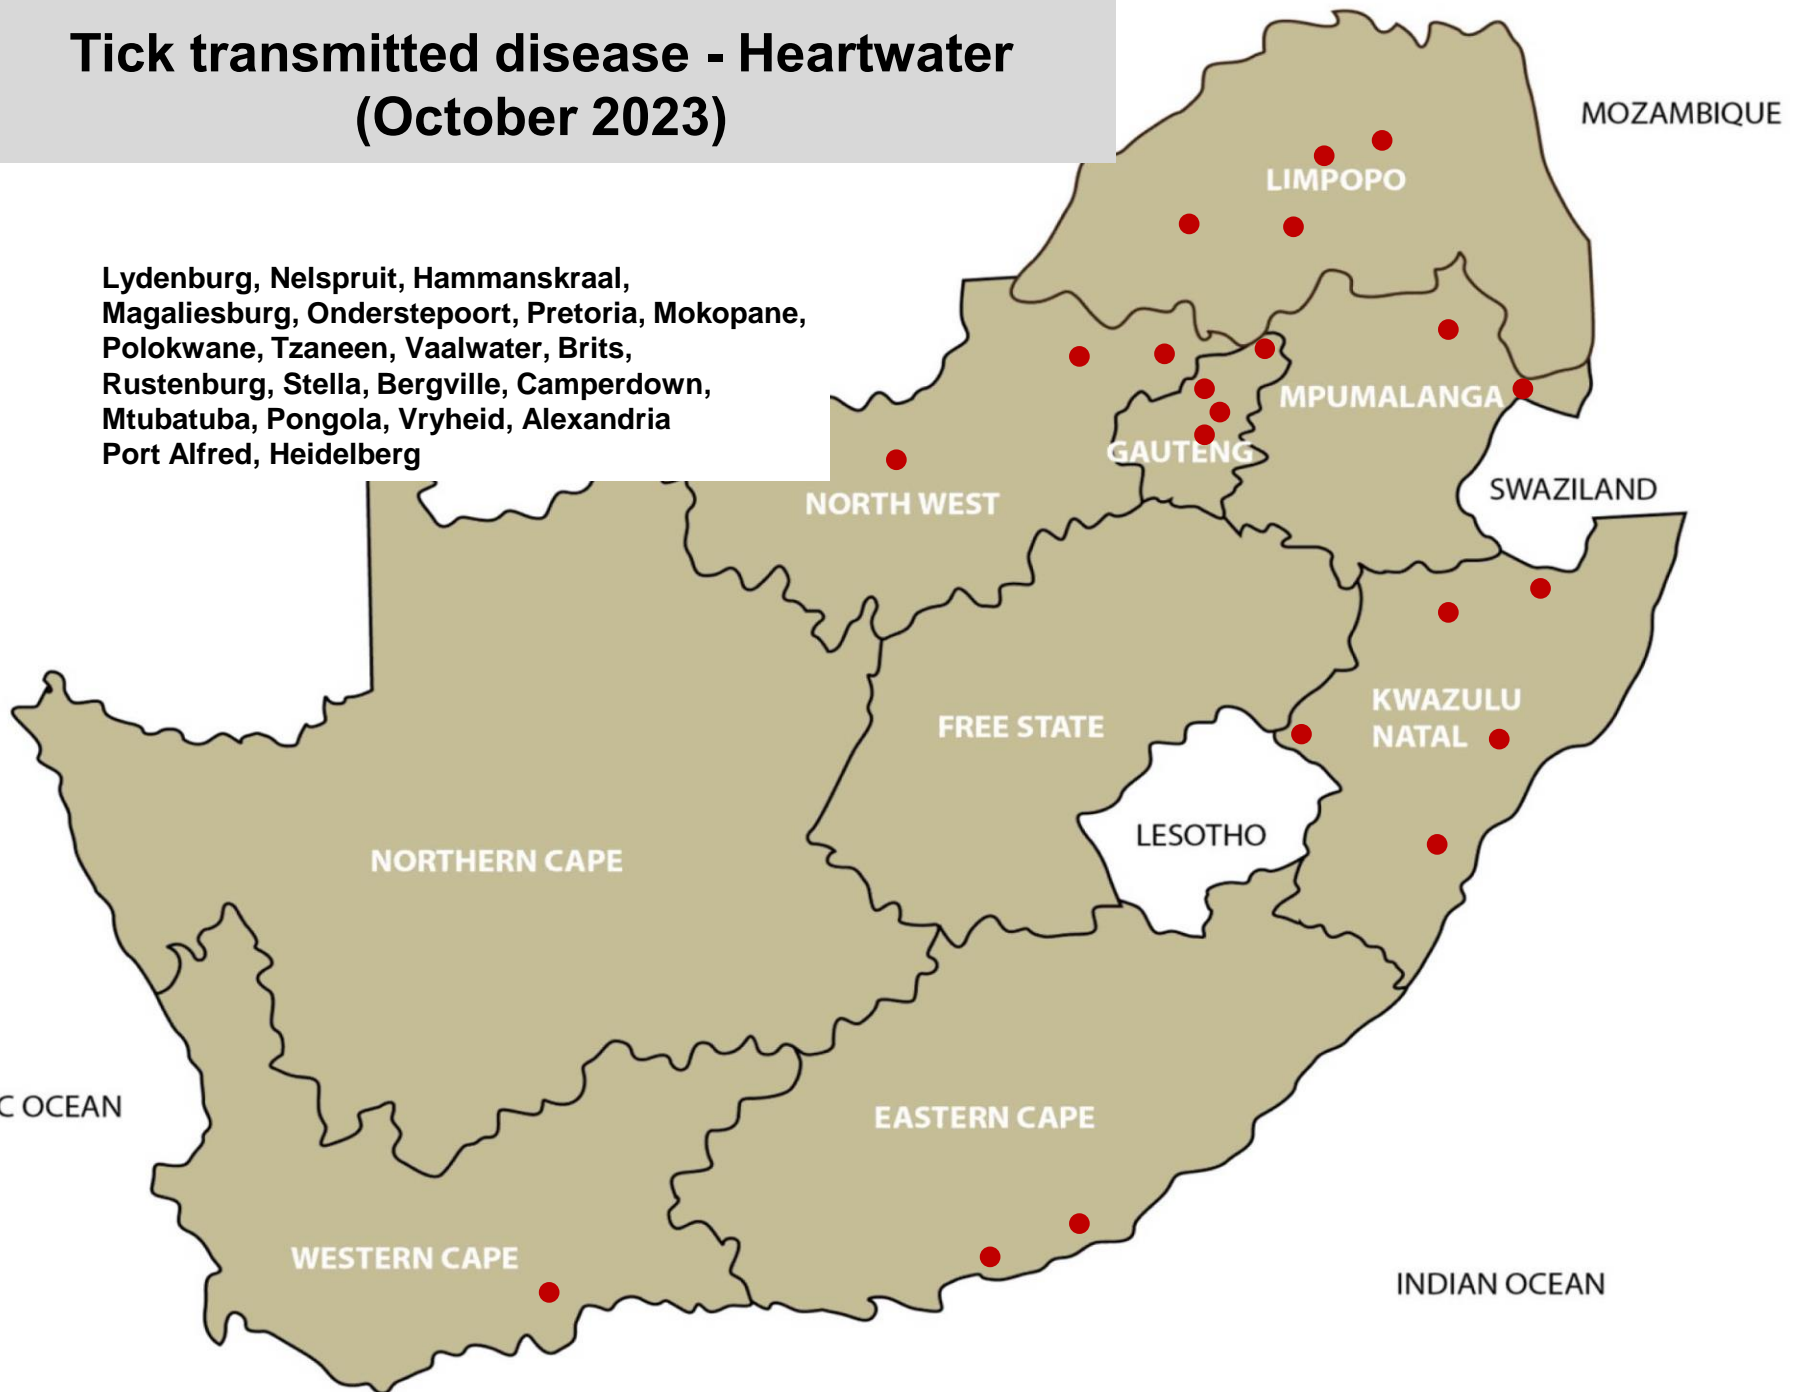 Tick transmitted disease - Heartwater
(October 2023)
MOZAMBIQUE
LIMPOPO
Lydenburg, Nelspruit, Hammanskraal,
Magaliesburg, Onderstepoort, Pretoria, Mokopane,
Polokwane, Tzaneen, Vaalwater, Brits,
Rustenburg, Stella, Bergville, Camperdown,
Mtubatuba, Pongola, Vryheid, Alexandria
Port Alfred, Heidelberg
MPUMALANGA
GAUTENG
SWAZILAND
NORTH WEST
KWAZULU
NATAL
FREE STATE
LESOTHO
NORTHERN CAPE
C OCEAN
EASTERN CAPE
WESTERN CAPE
INDIAN OCEAN